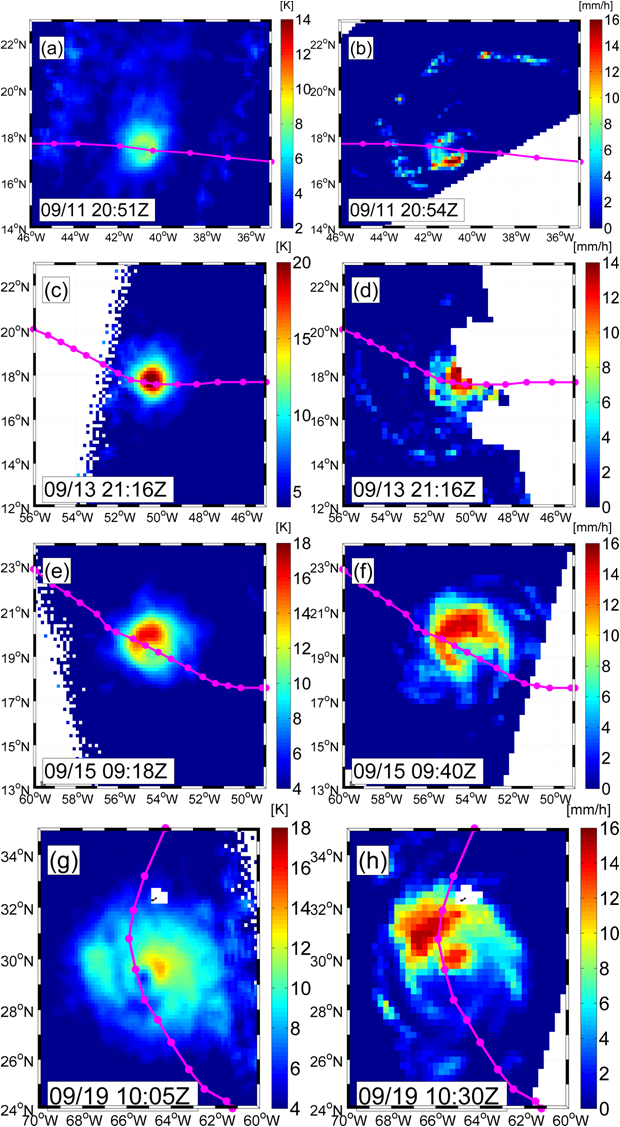 [K] [mm/h]
(a) (b)
22°N 14 22°N 16
20°N 12 20°N 14
18°N 10 18°N 12
16°N 8 16°N 10
14°N 6 14°N 8
4 6
2 4
2
0
09/11 20:51Z 09/11 20:54Z
46°W 44°W 42°W 40°W 38°W 36°W 46°W 44°W 42°W 40°W 38°W 36°W
[K] [mm/h]
(c) (d)
22°N 20 22°N 14
20°N 15 20°N 12
18°N 10 18°N 10
16°N 5 16°N 8
14°N 14°N 6
12°N 12°N 4
2
0
09/13 21:16Z 09/13 21:16Z
56°W 54°W 52°W 50°W 48°W 46°W 56°W 54°W 52°W 50°W 48°W 46°W
[K] [mm/h]
(e) (f)
23°N 18 23°N 16
21°N 16 21°N 14
19°N 14 19°N 12
17°N 12 17°N 10
15°N 10 15°N 8
13°N 8 13°N 6
6 4
4 2
0
09/15 09:18Z 09/15 09:40Z
60°W 58°W 56°W 54°W 52°W 60°W 60°W 58°W 56°W 54°W 52°W 60°W
[K] [mm/h]
(g) (h)
34°N 18 34°N 16
32°N 16 32°N 14
30°N 14 30°N 12
28°N 12 28°N 10
26°N 10 26°N 8
24°N 8 24°N 6
6 4
4 2
0
09/19 10:05Z 09/19 10:30Z
70°W 68°W 66°W 64°W 62°W 60°W 70°W 68°W 66°W 64°W 62°W 60°W